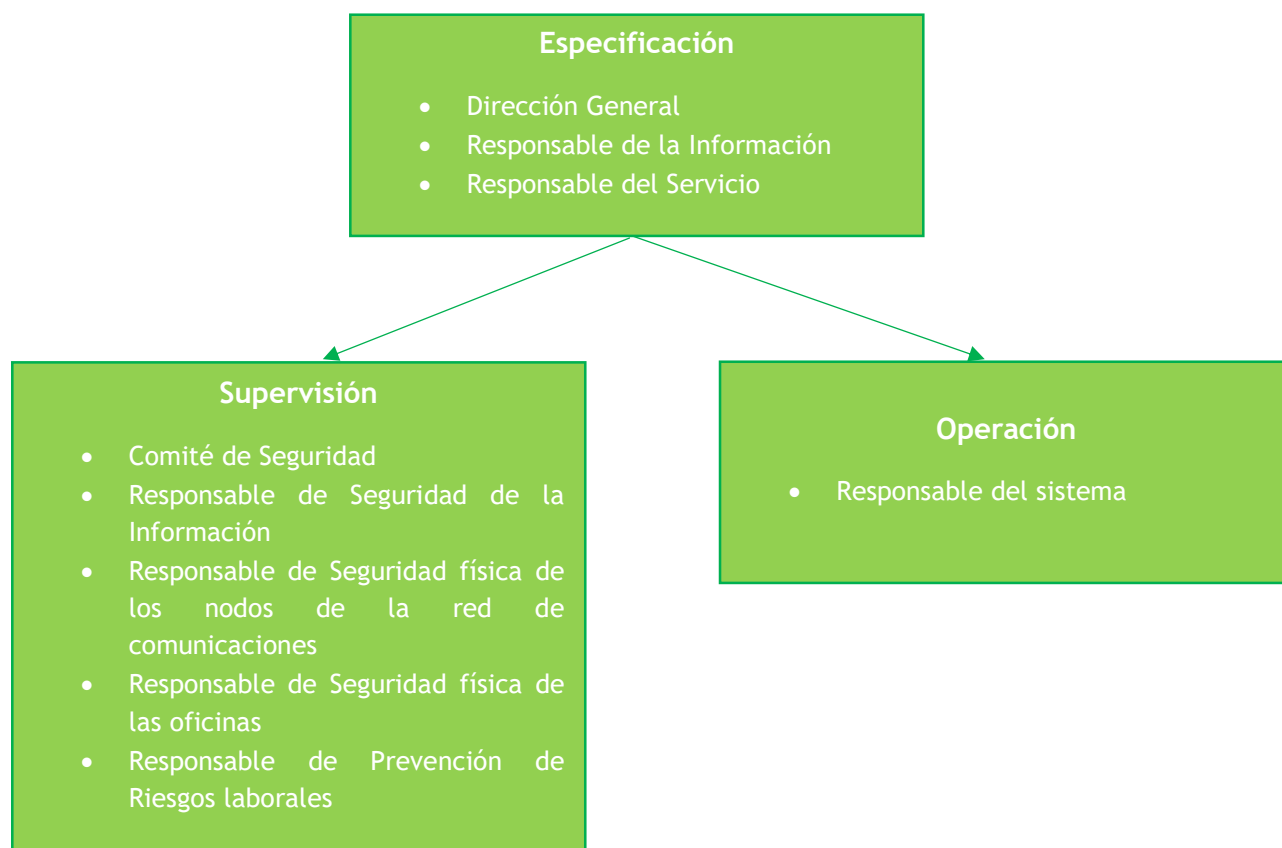 Especificación
• Dirección General
• Responsable de la Información
• Responsable del Servicio
Supervisión
• Comité de Seguridad
• Responsable de Seguridad de la
Información
• Responsable de Seguridad física de
los nodos de la red de
comunicaciones
• Responsable de Seguridad física de
las oficinas
• Responsable de Prevención de
Riesgos laborales
Operación
• Responsable del sistema